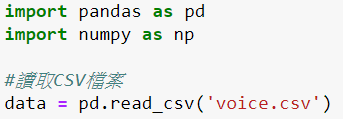 import pandas as pd
import numpy as np
#讀取CSV檔案
data = pd.read_csv('voice.csv')